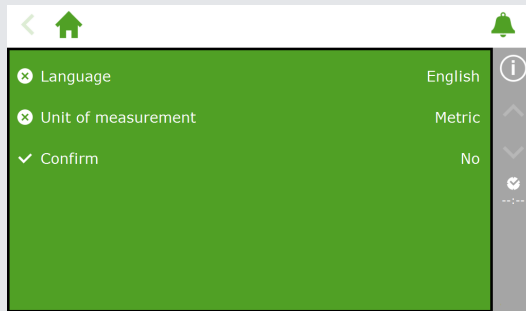 Language English
Unit of measurement Metric
Confirm No
--:--